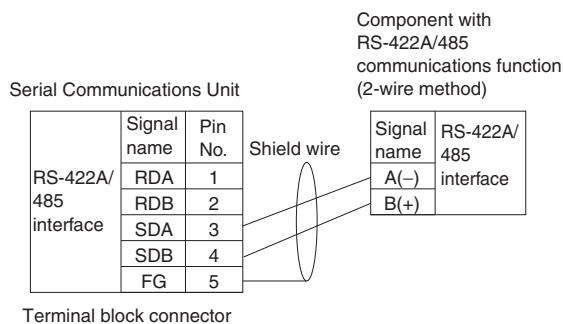 Component with
RS-422A/485
communications function
(2-wire method)
Serial Communications Unit
Signal name Pin No.
RS-422A/485 interface
RDA 1
RDB 2
SDA 3
SDB 4
FG 5
Shield wire
Signal name
A(−)
B(+)
RS-422A/
485
interface
Terminal block connector